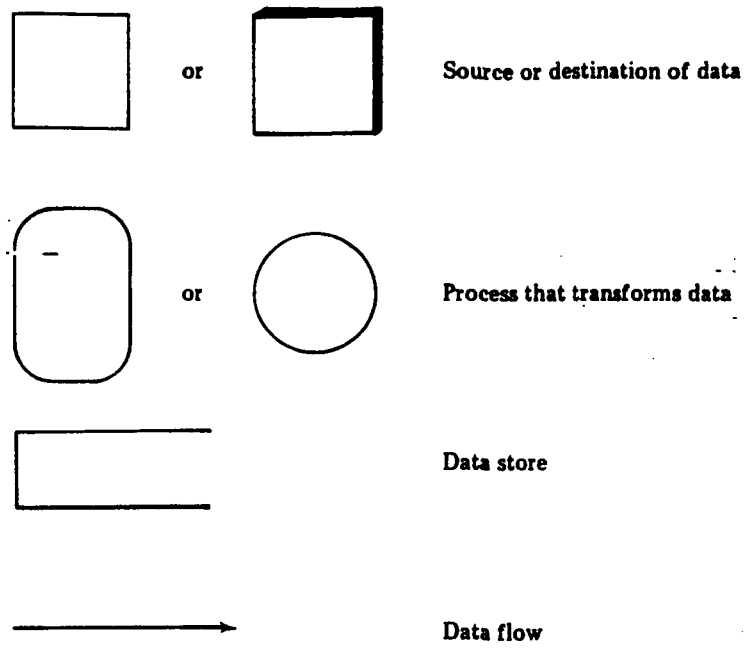 or
Source or destination of data
or
Process that transforms data
Data store
Data flow